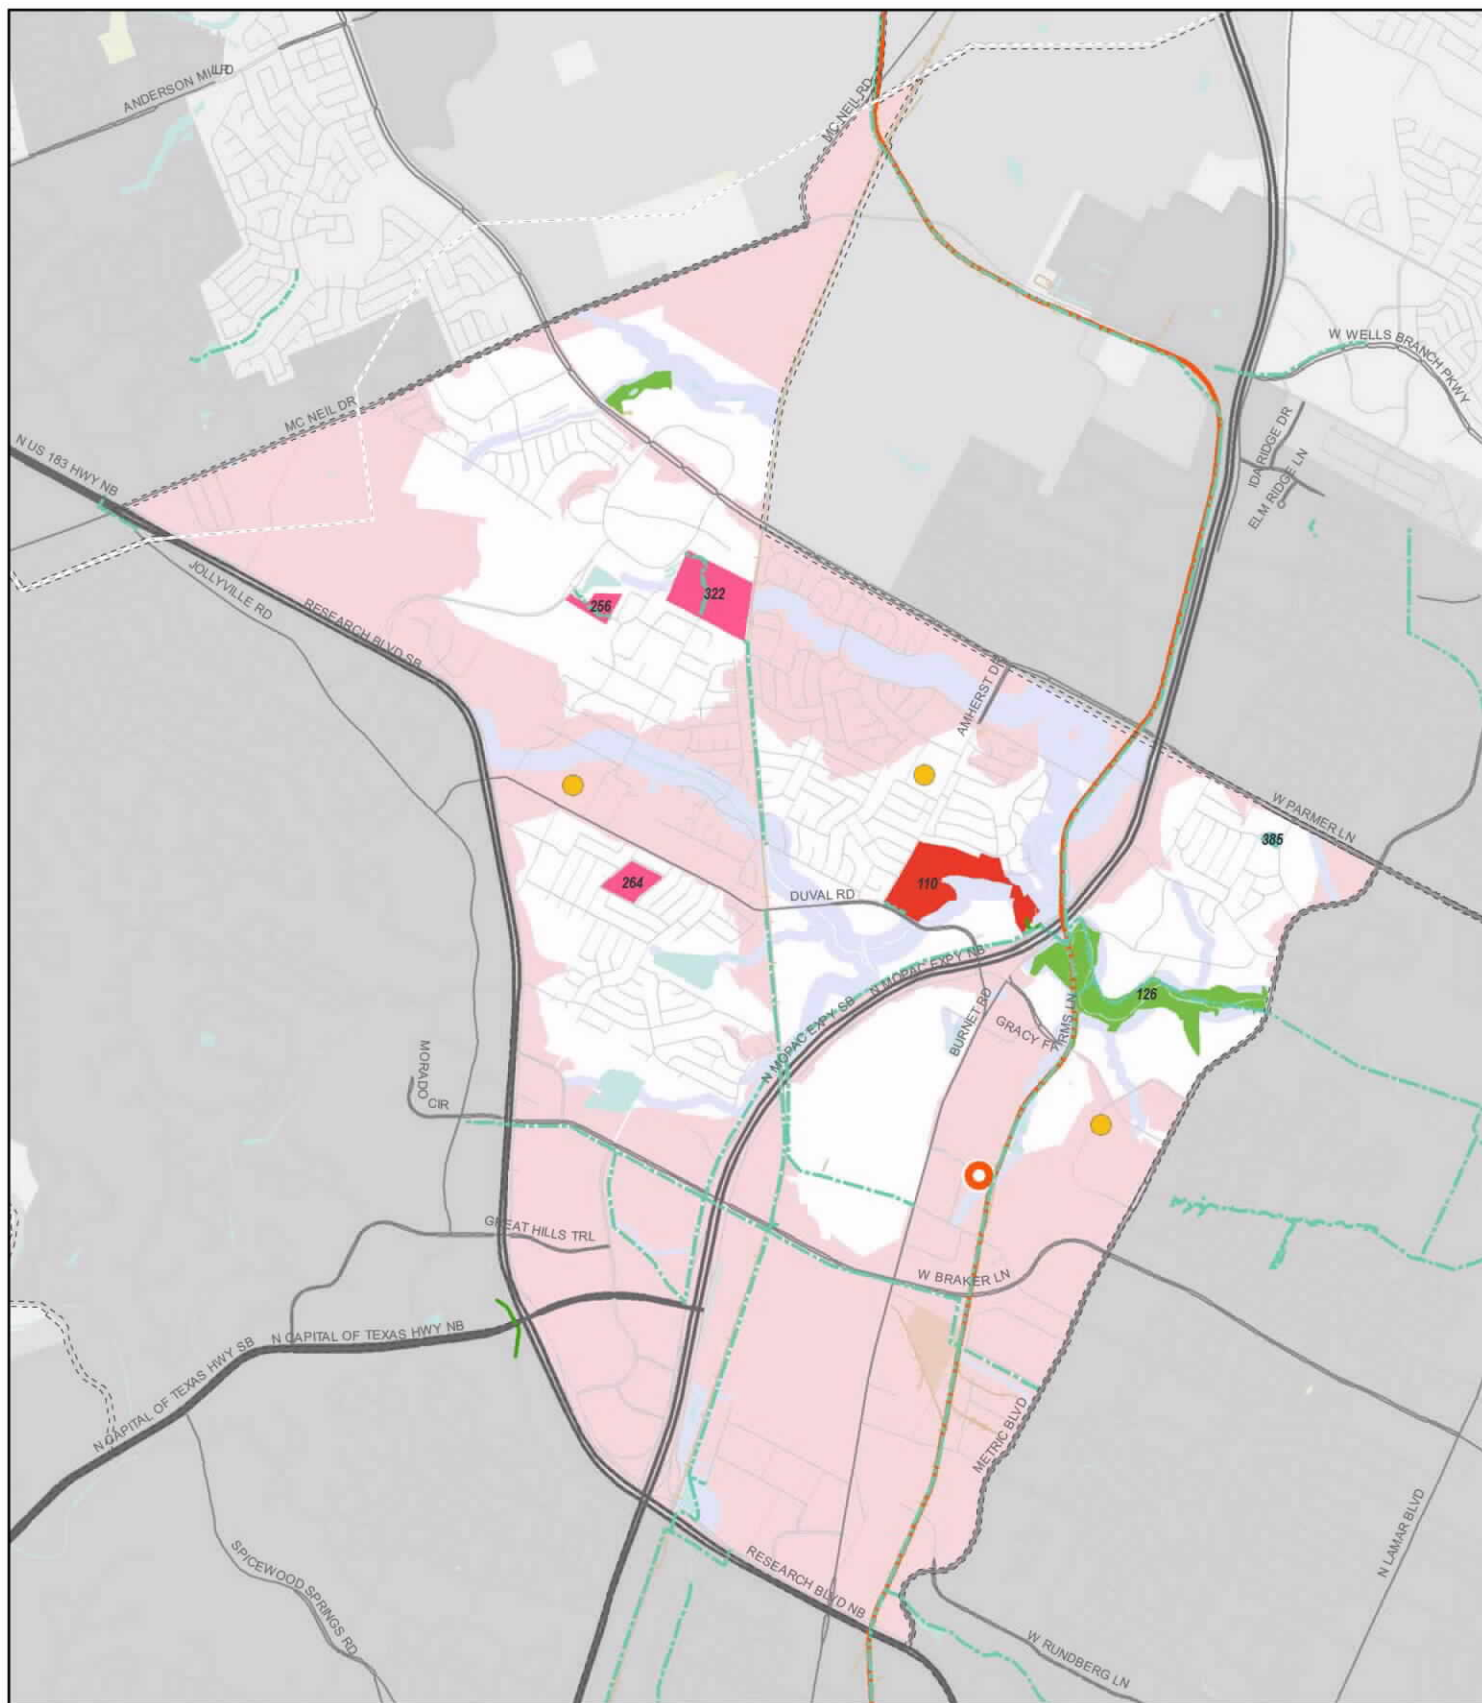 ANDERSON MILL RD
MC NEIL RD
W WELLS BRANCH PKWY
MC NEIL DR
IDA RIDGE DR
ELM RIDGE LN
N US 183 HWY NB
JOLLYVILLE RD
RESEARCH BLVD SB
322
256
AMHERST DR
W PARMER LN
385
264
110
DUVAL RD
N MOPAC EXPY NB
126
N MOPAC EXPY SB
BURNET RD
GRACY F
MORADO
CIR
GREAT HILLS TRL
W BRAKER LN
N CAPITAL OF TEXAS HWY NB
N CAPITAL OF TEXAS HWY SB
METRIC BLVD
N LAMAR BLVD
SPICEWOOD SPRINGS RD
RESEARCH BLVD NB
W RUNDBERG LN